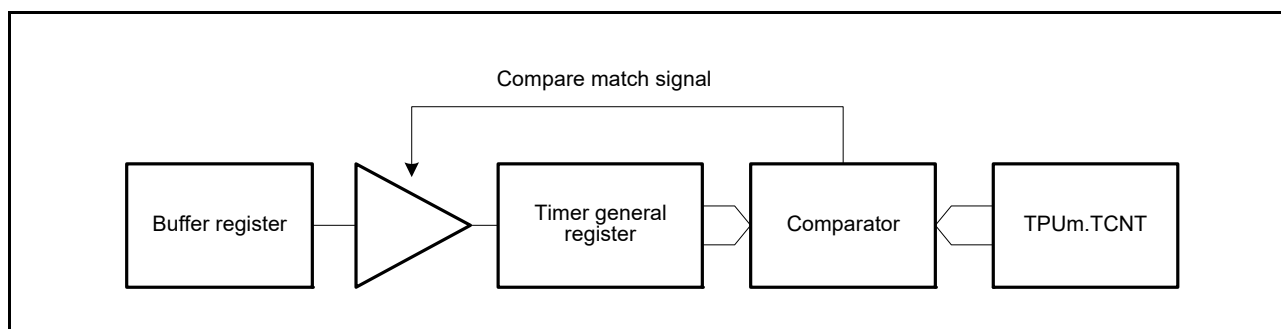 Compare match signal
Buffer register
Timer general
register
Comparator
TPUm.TCNT